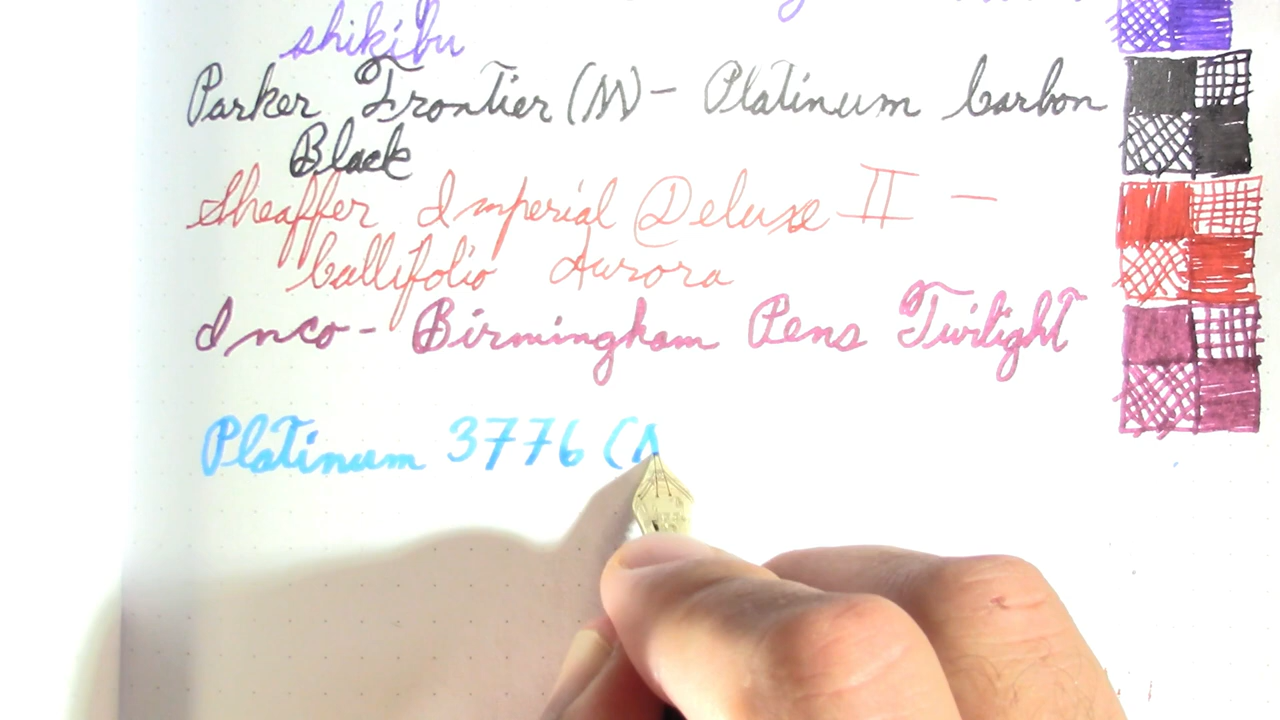 shikibu
Parker Frontier (M) - Platinum Carbon
Black
Sheaffer Imperial Deluxe II -
Callifolio Aurora
Inco - Birmingham Pens Twilight
Platinum 3776 (